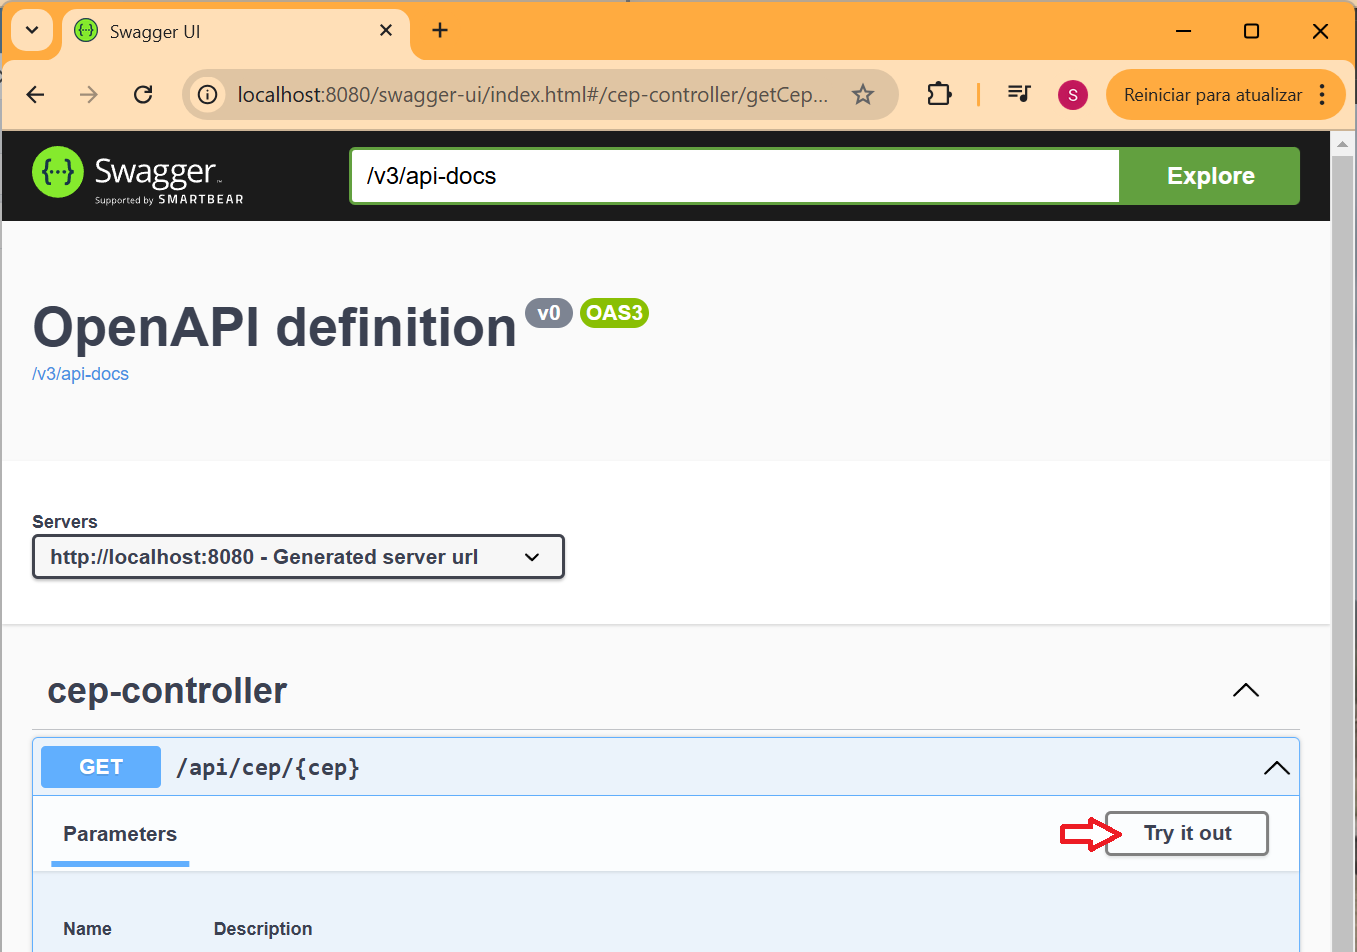 Swagger UI
localhost:8080/swagger-ui/index.html#/cep-controller/getCep...
S
Reiniciar para atualizar
Swagger™
Supported by SMARTBEAR
/v3/api-docs
Explore
OpenAPI definition v0 OAS3
/v3/api-docs
Servers
http://localhost:8080 - Generated server url
cep-controller
GET /api/cep/{cep}
Parameters
Try it out
Name Description